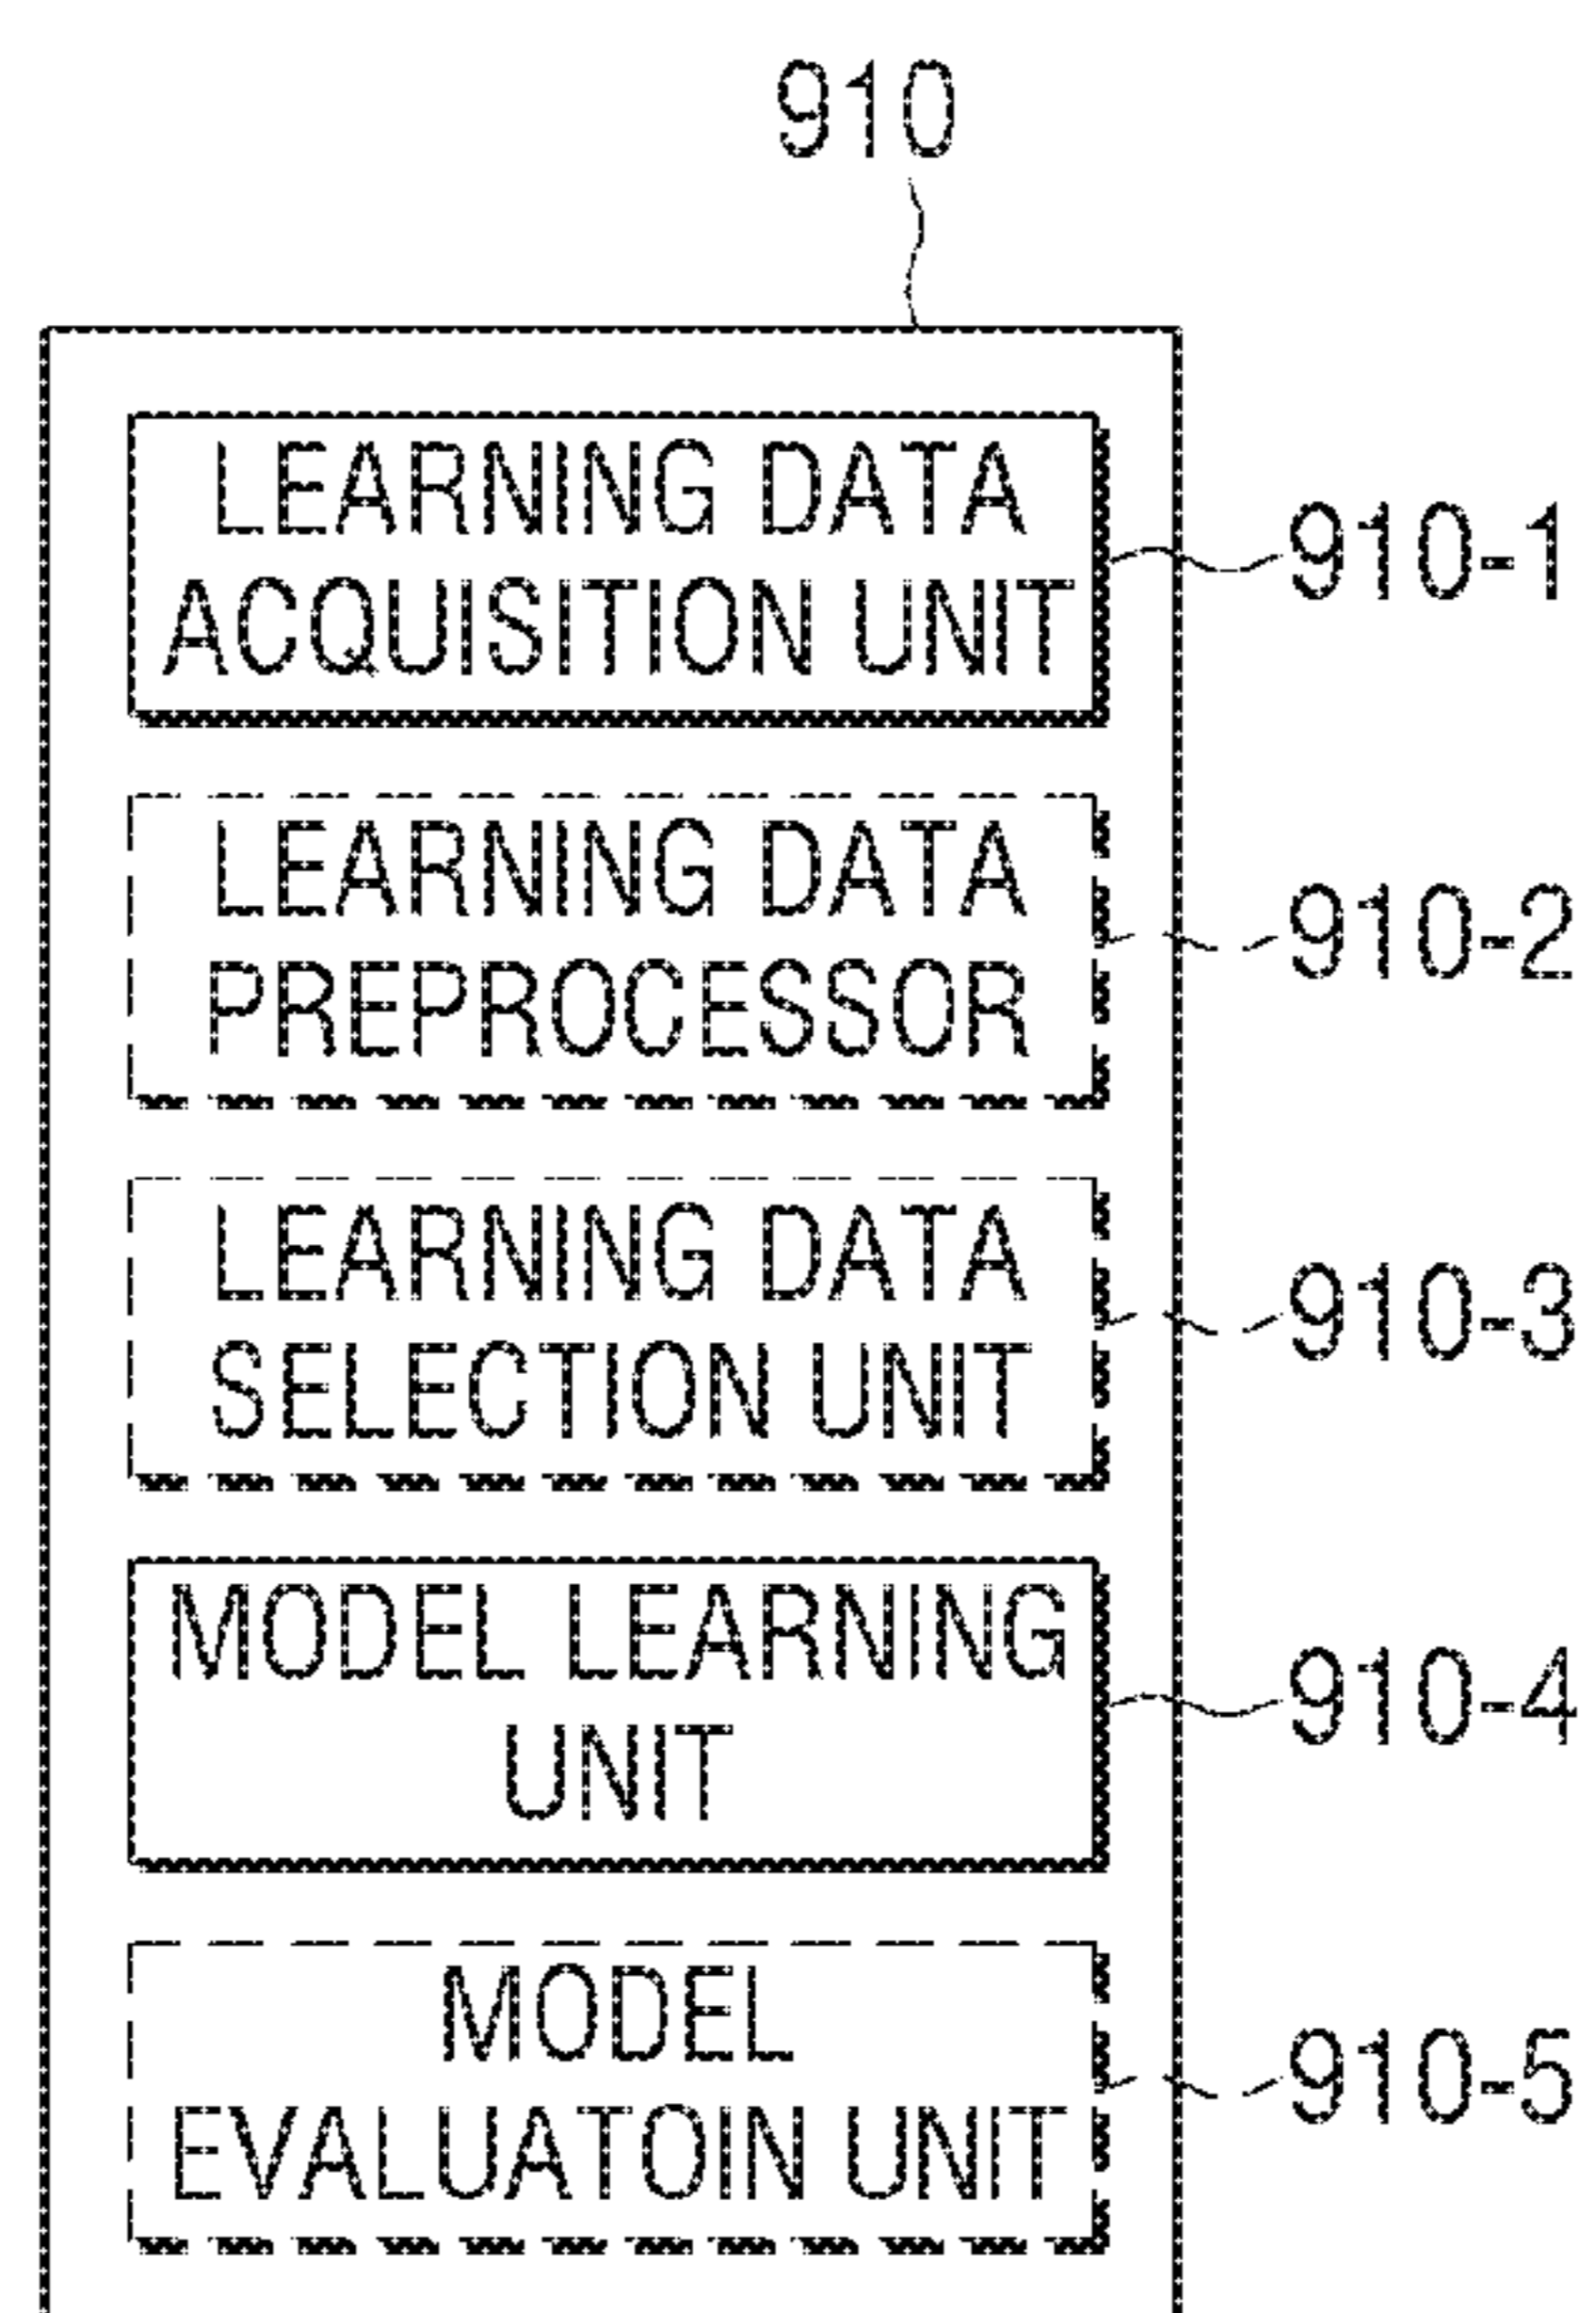 910
LEARNING DATA
ACQUISITION UNIT
910-1
LEARNING DATA
PREPROCESSOR
910-2
LEARNING DATA
SELECTION UNIT
910-3
MODEL LEARNING
UNIT
910-4
MODEL
EVALUATOIN UNIT
910-5